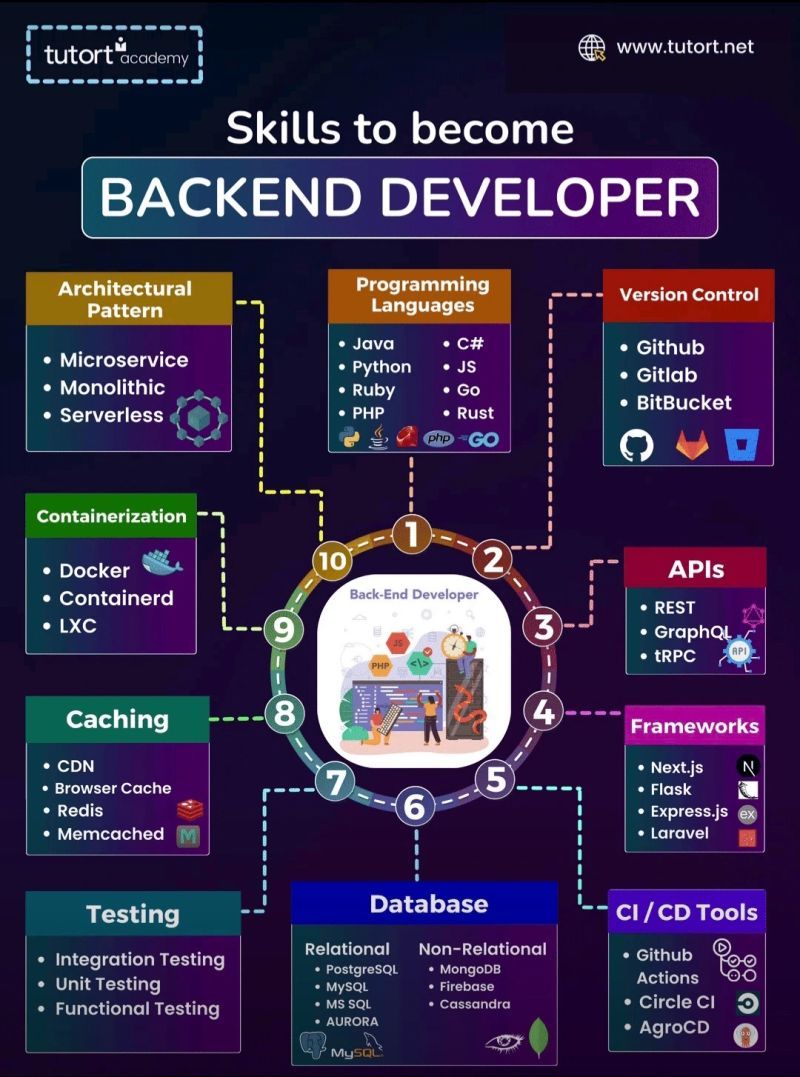 tutort academy
www.tutort.net
Skills to become
BACKEND DEVELOPER
Architectural
Pattern
• Microservice
• Monolithic
• Serverless
Programming
Languages
• Java
• Python
• Ruby
• PHP
• C#
• JS
• Go
• Rust
php
GO
Version Control
• Github
• Gitlab
• BitBucket
Containerization
• Docker
• Containerd
• LXC
APIs
• REST
• GraphQL
• tRPC
API
1
2
3
4
5
6
7
8
9
10
Back-End Developer
JS
PHP
</>
Caching
• CDN
• Browser Cache
• Redis
• Memcached
M
Frameworks
• Next.js
• Flask
• Express.js
• Laravel
N
ex
Testing
• Integration Testing
• Unit Testing
• Functional Testing
Database
Relational
• PostgreSQL
• MySQL
• MS SQL
• AURORA
MySQL
Non-Relational
• MongoDB
• Firebase
• Cassandra
CI / CD Tools
• Github
Actions
• Circle CI
• AgroCD